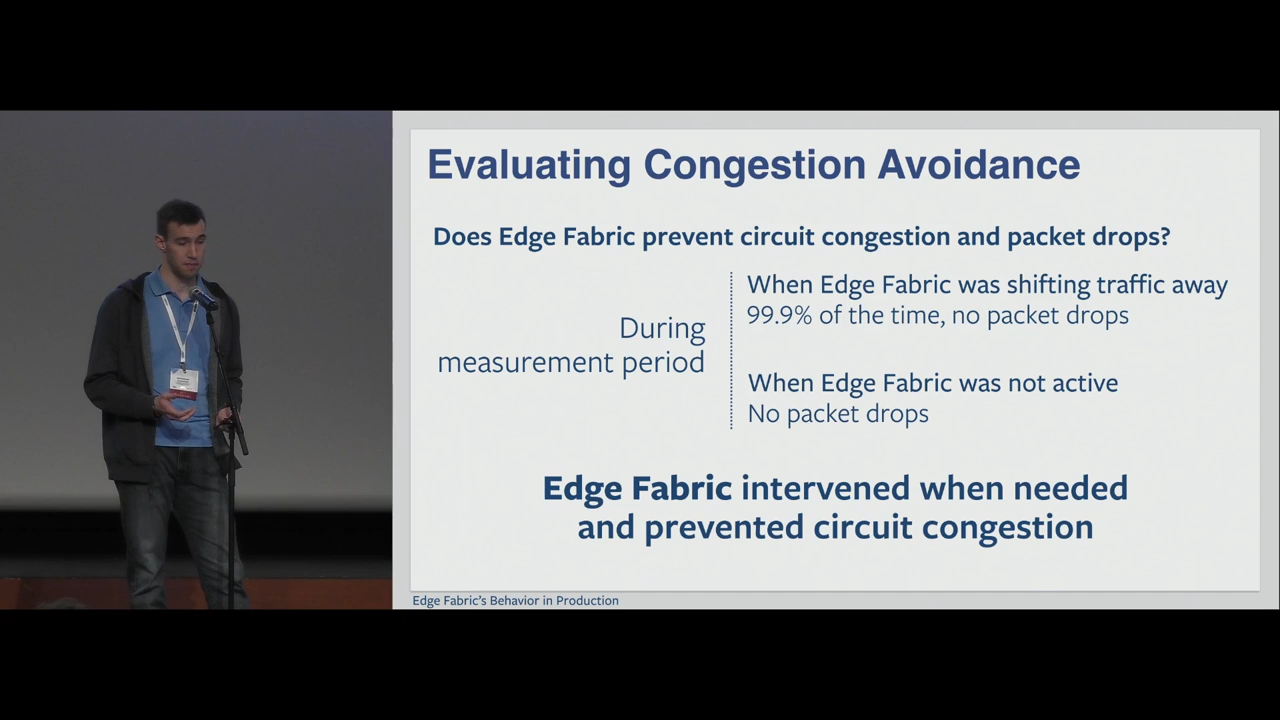 Evaluating Congestion Avoidance
Does Edge Fabric prevent circuit congestion and packet drops?
During
measurement period
When Edge Fabric was shifting traffic away
99.9% of the time, no packet drops
When Edge Fabric was not active
No packet drops
Edge Fabric intervened when needed
and prevented circuit congestion
Edge Fabric's Behavior in Production